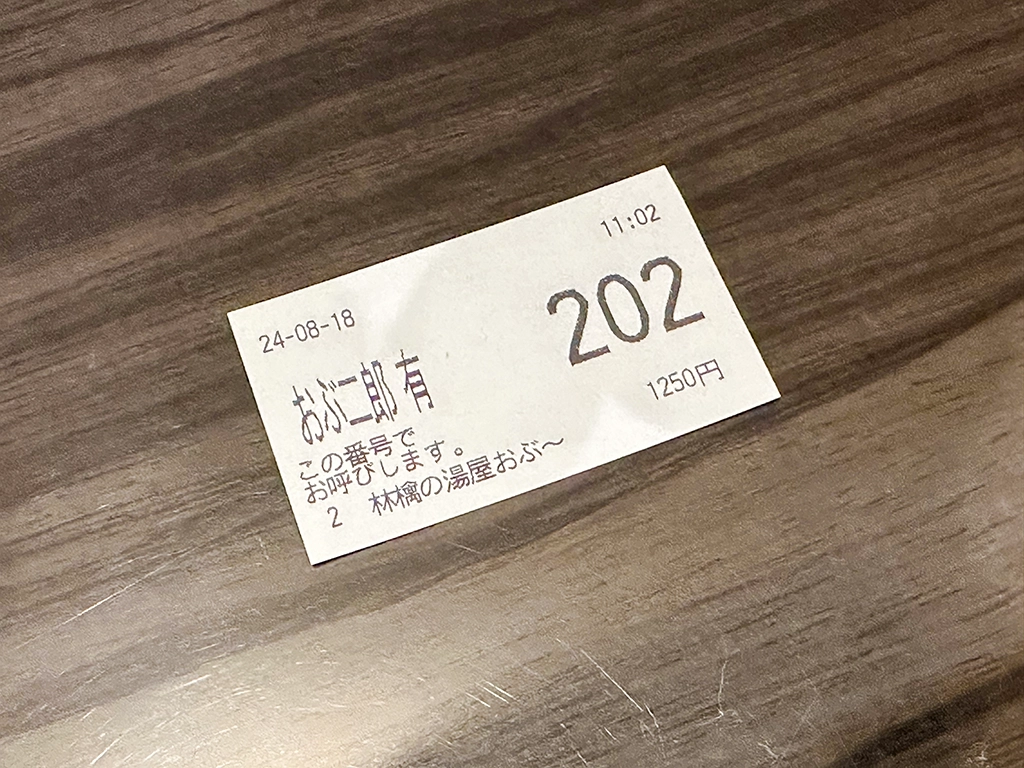 24-08-18 11:02
おぶ二郎 有 202
この番号で
お呼びします。 1250円
2 林檎の湯屋おぶ～